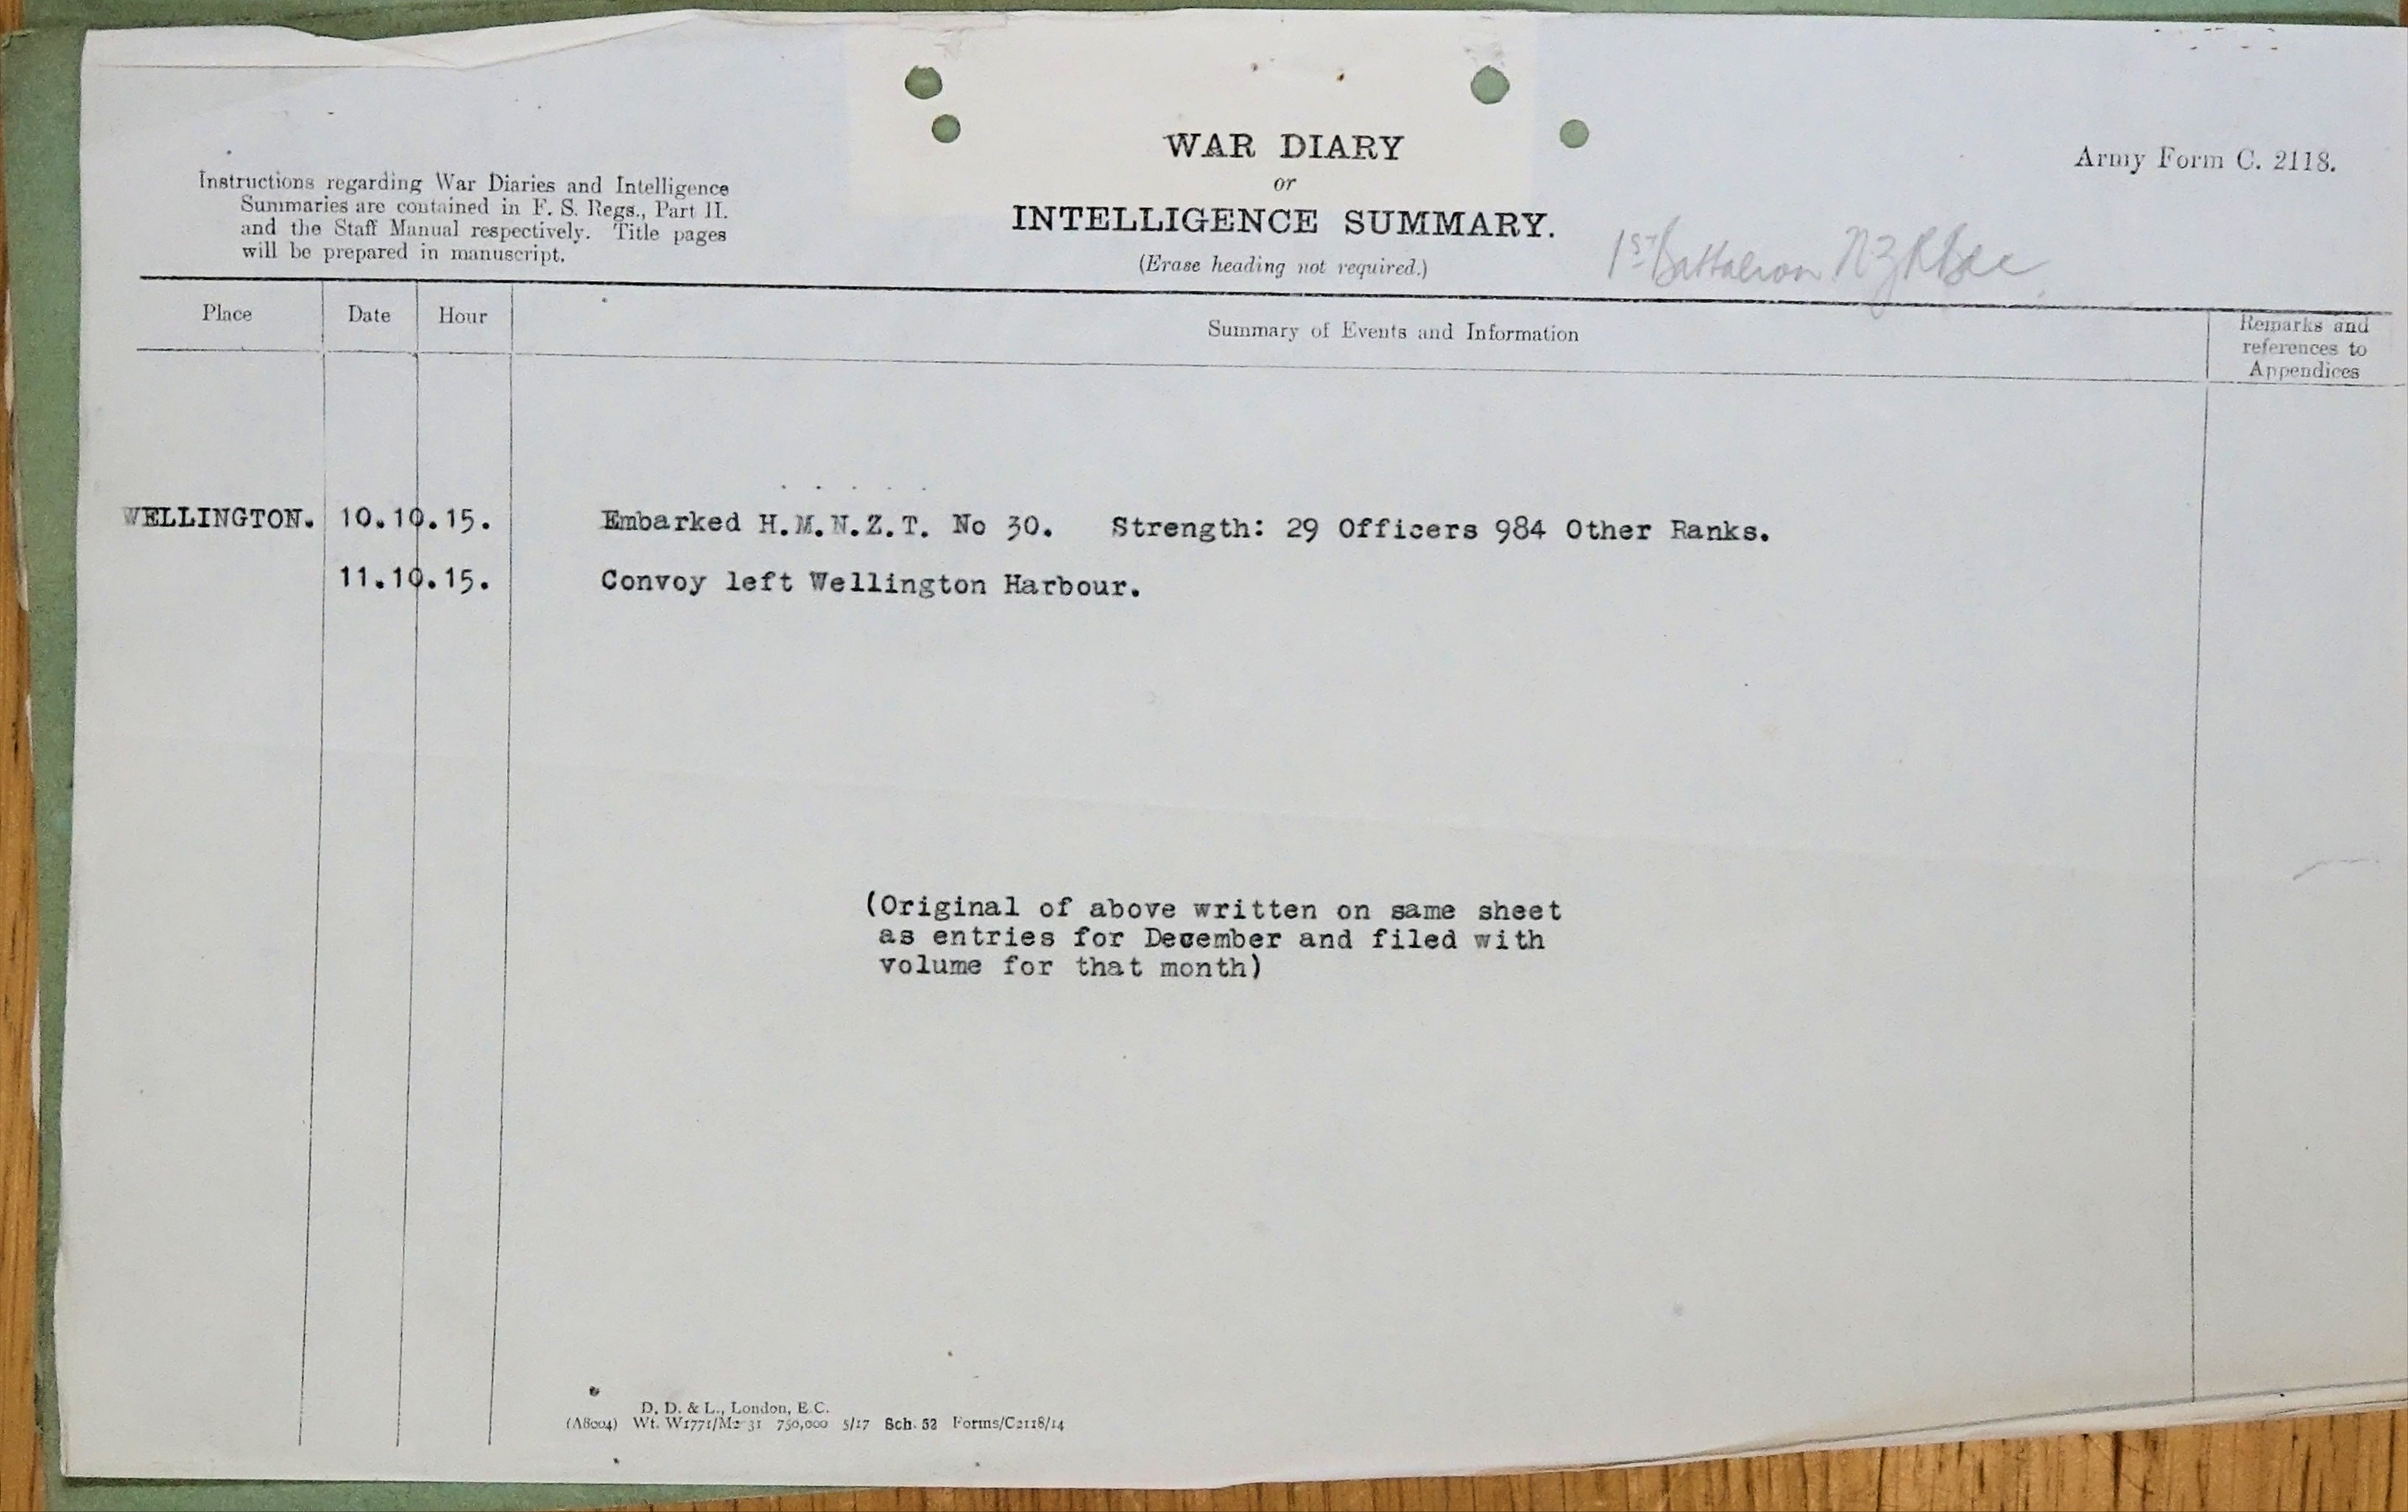 WAR DIARY
or
INTELLIGENCE SUMMARY.
(Erase heading not required.)
Army Form C. 2118.
Instructions regarding War Diaries and Intelligence
Summaries are contained in F. S. Regs., Part II.
and the Staff Manual respectively. Title pages
will be prepared in manuscript.
1st Battalion N Z R Bde
Place Date Hour Summary of Events and Information Remarks and
references to
Appendices
WELLINGTON. 10.10.15. Embarked H.M.N.Z.T. No 30. Strength: 29 Officers 984 Other Ranks.
11.10.15. Convoy left Wellington Harbour.
(Original of above written on same sheet
as entries for December and filed with
volume for that month)
D. D. & L., London, E.C.
(A8004) Wt. W1771/M2 31 750,000 5/17 Sch. 52 Forms/C2118/14